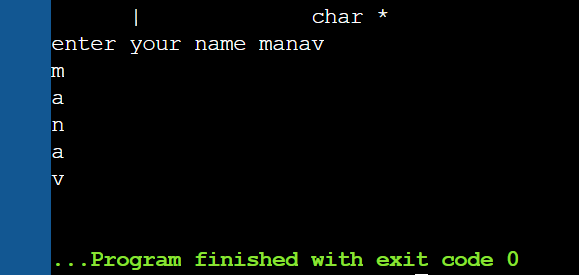 | char *
enter your name manav
m
a
n
a
v
...Program finished with exit code 0